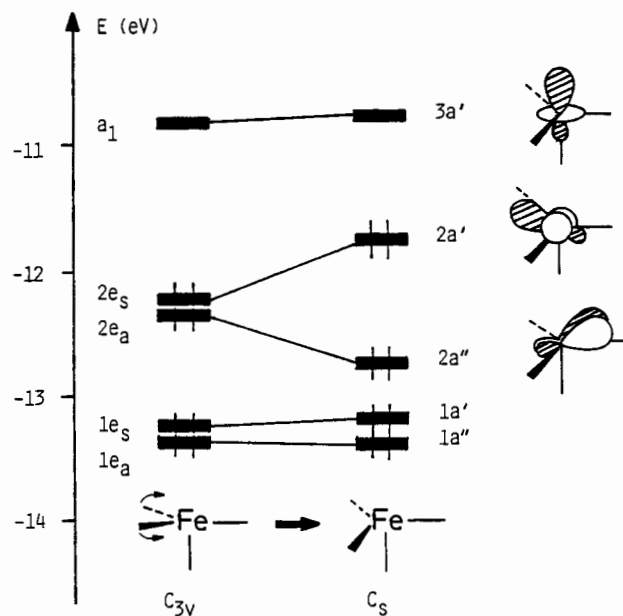 E (eV)
a₁ 3a'
-11
2a'
-12
2eₛ
2eₐ
2a"
-13
1eₛ 1a'
1eₐ 1a"
Fe Fe
-14
C₃ᵥ Cₛ